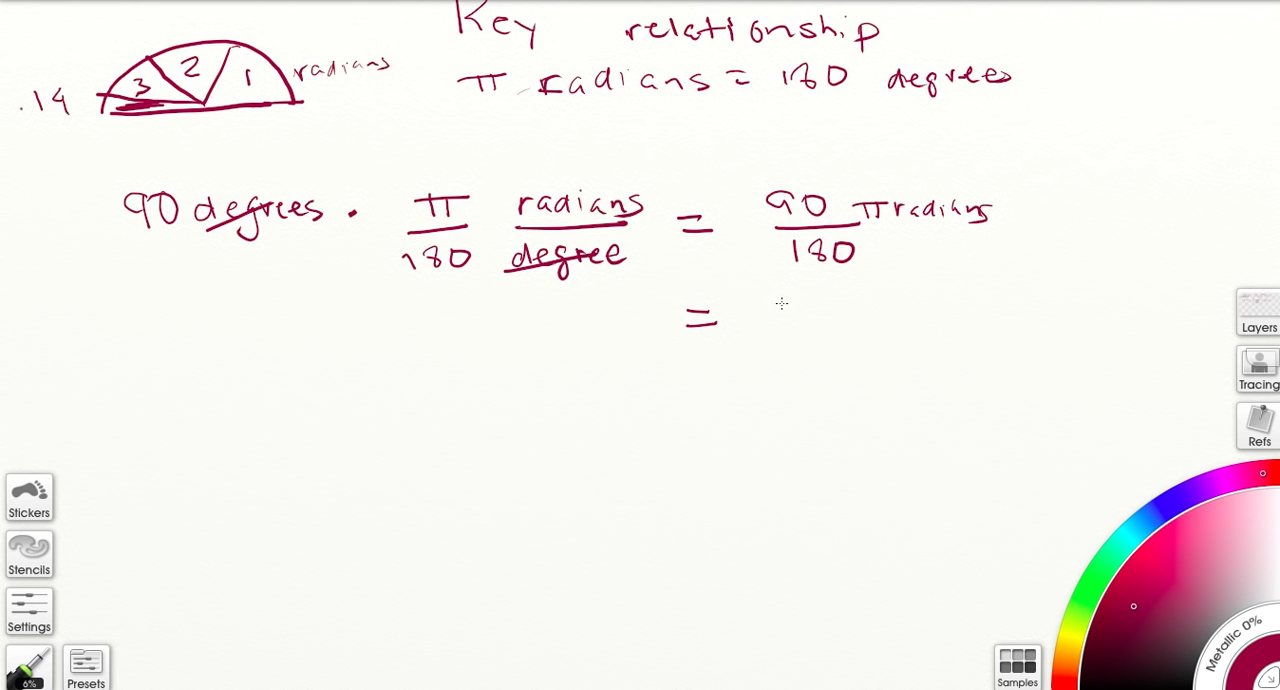 Key relationship
π radians = 180 degrees
3 2 1 radians
.14
90 degrees · π/180 radians/degree = 90/180 π radians
=
Layers
Tracing
Refs
Stickers
Stencils
Settings
6%
Presets
Samples
Metallic 0%